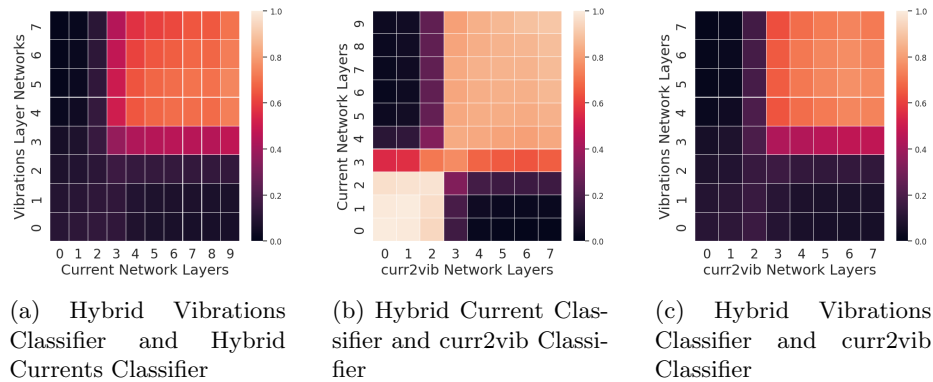 Vibrations Layer Networks
7
6
5
4
3
2
1
0
0 1 2 3 4 5 6 7 8 9
Current Network Layers
1.0
0.8
0.6
0.4
0.2
0.0
Current Network Layers
9
8
7
6
5
4
3
2
1
0
0 1 2 3 4 5 6 7
curr2vib Network Layers
1.0
0.8
0.6
0.4
0.2
0.0
Vibrations Network Layers
7
6
5
4
3
2
1
0
0 1 2 3 4 5 6 7
curr2vib Network Layers
1.0
0.8
0.6
0.4
0.2
0.0
(a) Hybrid Vibrations
Classifier and Hybrid
Currents Classifier
(b) Hybrid Current Clas-
sifier and curr2vib Classi-
fier
(c) Hybrid Vibrations
Classifier and curr2vib
Classifier